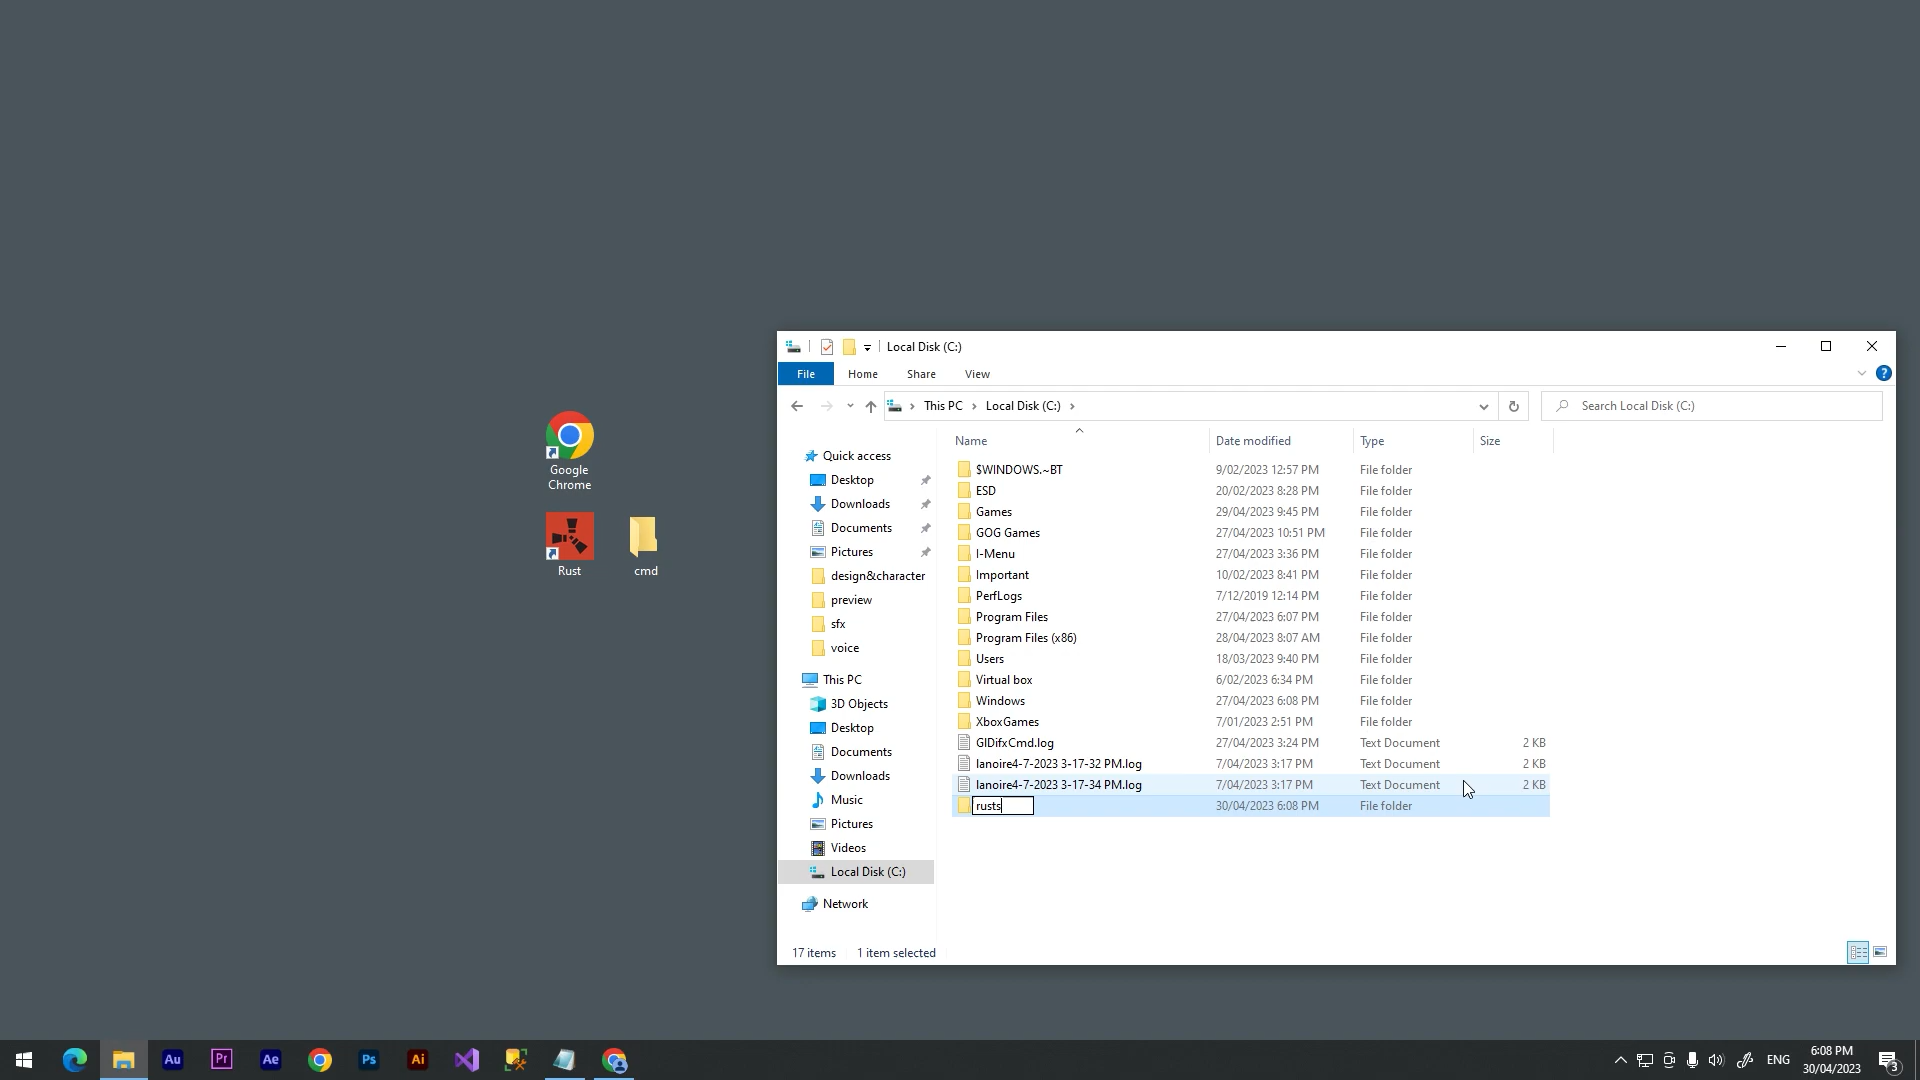 Google
Chrome
Rust
cmd
Local Disk (C:)
File Home Share View
This PC Local Disk (C:)
Search Local Disk (C:)
Name Date modified Type Size
Quick access
Desktop
Downloads
Documents
Pictures
design&character
preview
sfx
voice
This PC
3D Objects
Desktop
Documents
Downloads
Music
Pictures
Videos
Local Disk (C:)
Network
$WINDOWS.~BT 9/02/2023 12:57 PM File folder
ESD 20/02/2023 8:28 PM File folder
Games 29/04/2023 9:45 PM File folder
GOG Games 27/04/2023 10:51 PM File folder
I-Menu 27/04/2023 3:36 PM File folder
Important 10/02/2023 8:41 PM File folder
PerfLogs 7/12/2019 12:14 PM File folder
Program Files 27/04/2023 6:07 PM File folder
Program Files (x86) 28/04/2023 8:07 AM File folder
Users 18/03/2023 9:40 PM File folder
Virtual box 6/02/2023 6:34 PM File folder
Windows 27/04/2023 6:08 PM File folder
XboxGames 7/01/2023 2:51 PM File folder
GIDifxCmd.log 27/04/2023 3:24 PM Text Document 2 KB
lanoire4-7-2023 3-17-32 PM.log 7/04/2023 3:17 PM Text Document 2 KB
lanoire4-7-2023 3-17-34 PM.log 7/04/2023 3:17 PM Text Document 2 KB
rusts 30/04/2023 6:08 PM File folder
17 items 1 item selected
Au Pr Ae Ps Ai
ENG
6:08 PM
30/04/2023
3